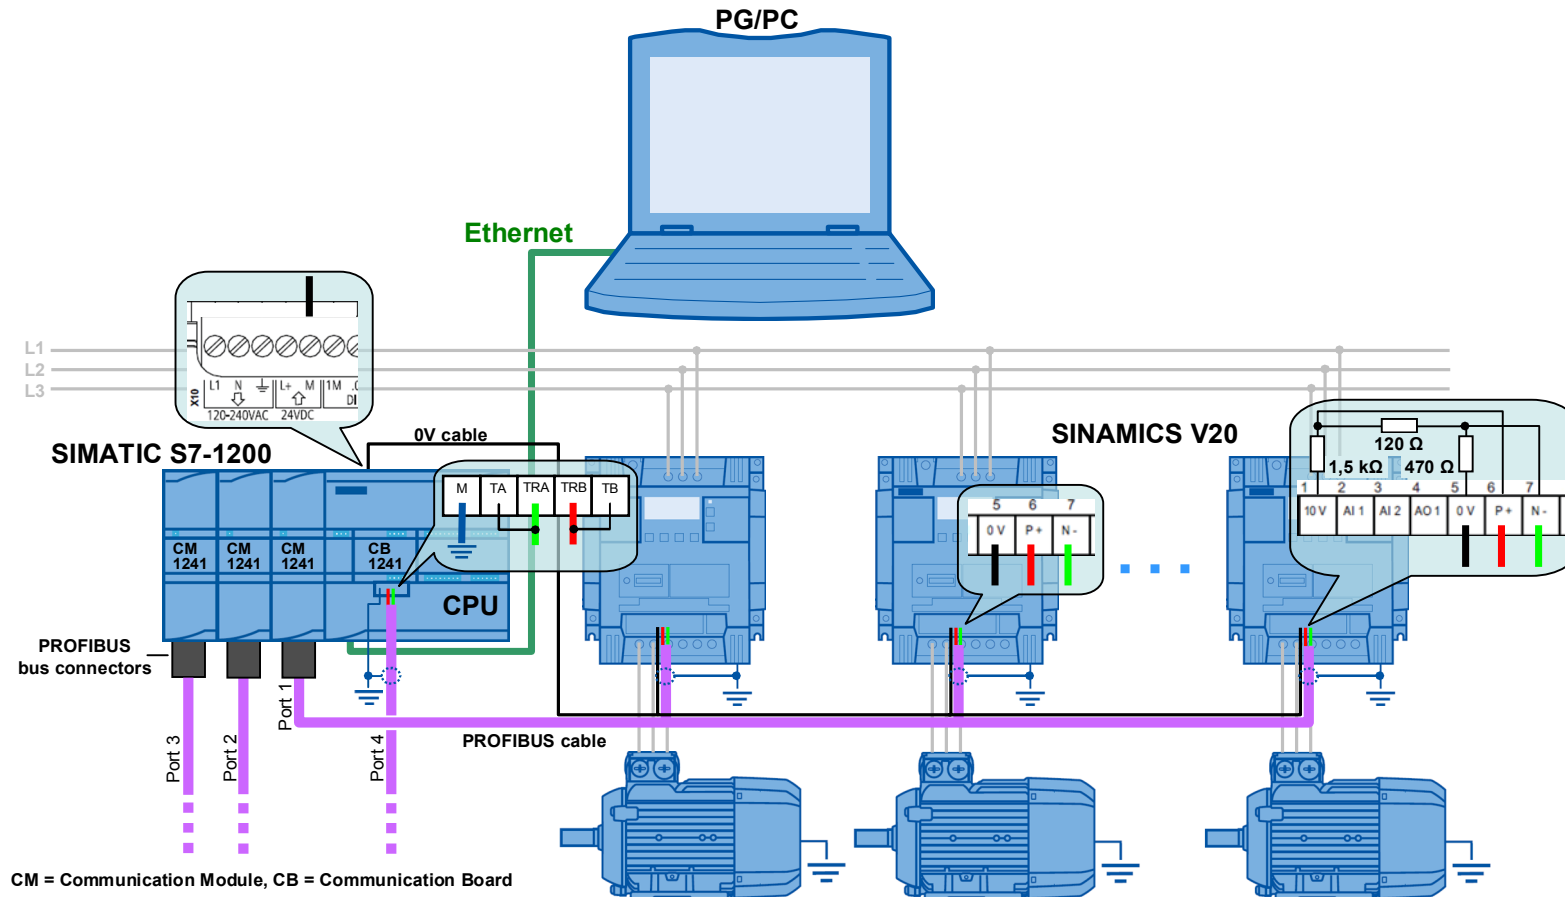 PG/PC
Ethernet
L1
L2
L3
X10
L1 N L+ M 1M .0
DI
120-240VAC 24VDC
0V cable
SIMATIC S7-1200
SINAMICS V20
M TA TRA TRB TB
5 6 7
0 V P + N -
120 Ω
1,5 kΩ 470 Ω
1 2 3 4 5 6 7
10 V AI 1 AI 2 AO 1 0 V P + N -
CM
1241
CM
1241
CM
1241
CB
1241
CPU
PROFIBUS
bus connectors
Port 3
Port 2
Port 1
Port 4
PROFIBUS cable
CM = Communication Module, CB = Communication Board